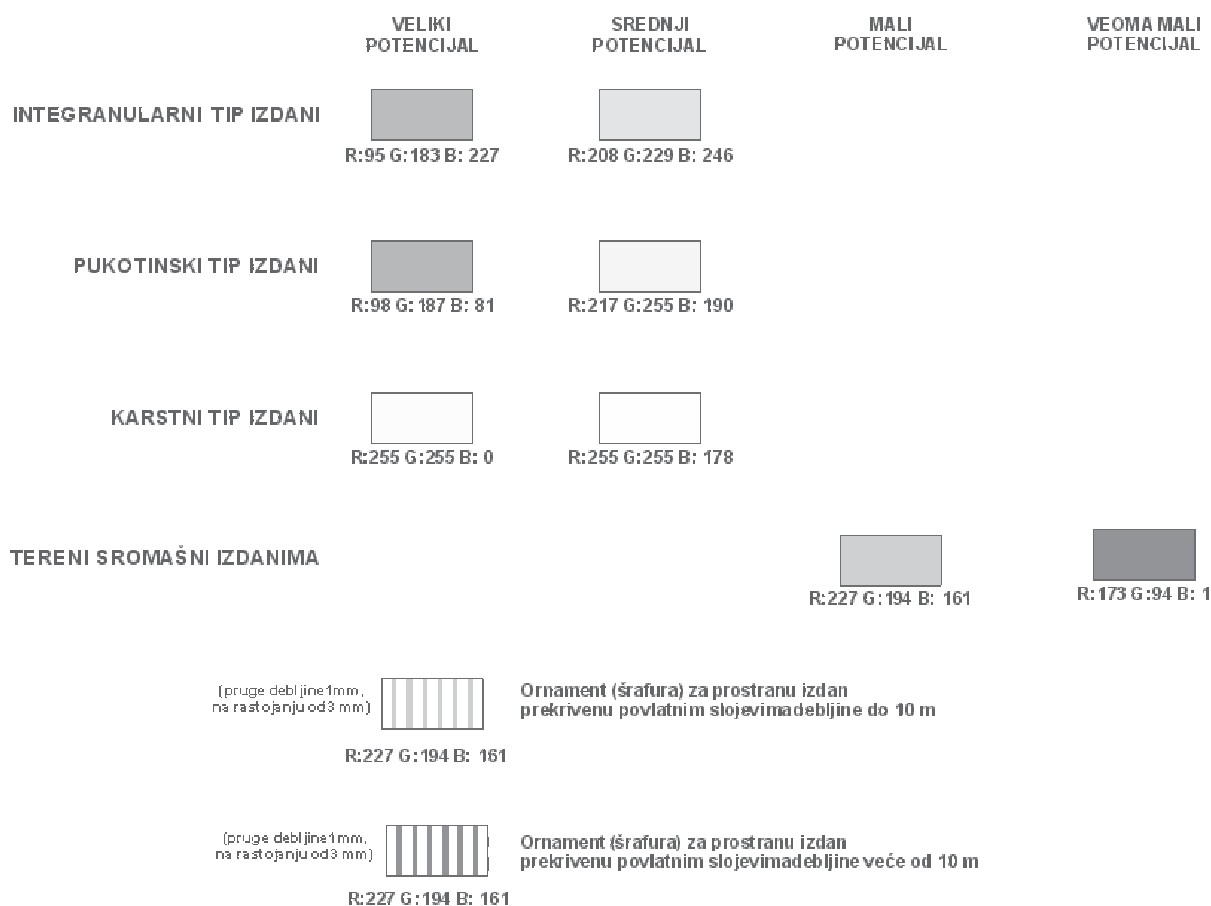 VELIKI POTENCIJAL
SREDNJI POTENCIJAL
MALI POTENCIJAL
VEOMA MALI POTENCIJAL
INTEGRANULARNI TIP IZDANI
R:95 G:183 B: 227
R:208 G:229 B: 246
PUKOTINSKI TIP IZDANI
R:98 G: 187 B: 81
R:217 G:255 B: 190
KARSTNI TIP IZDANI
R:255 G:255 B: 0
R:255 G:255 B: 178
TERENI SROMAŠNI IZDANIMA
R:227 G:194 B: 161
R:173 G:94 B: 1
(pruge debljine1mm,
na rastojanju od3 mm)
Ornament (šrafura) za prostranu izdan
prekrivenu povlatnim slojevimadebljine do 10 m
R:227 G:194 B: 161
(pruge debljine1mm,
na rastojanju od3 mm)
Ornament (šrafura) za prostranu izdan
prekrivenu povlatnim slojevimadebljine veće od 10 m
R:227 G:194 B: 161